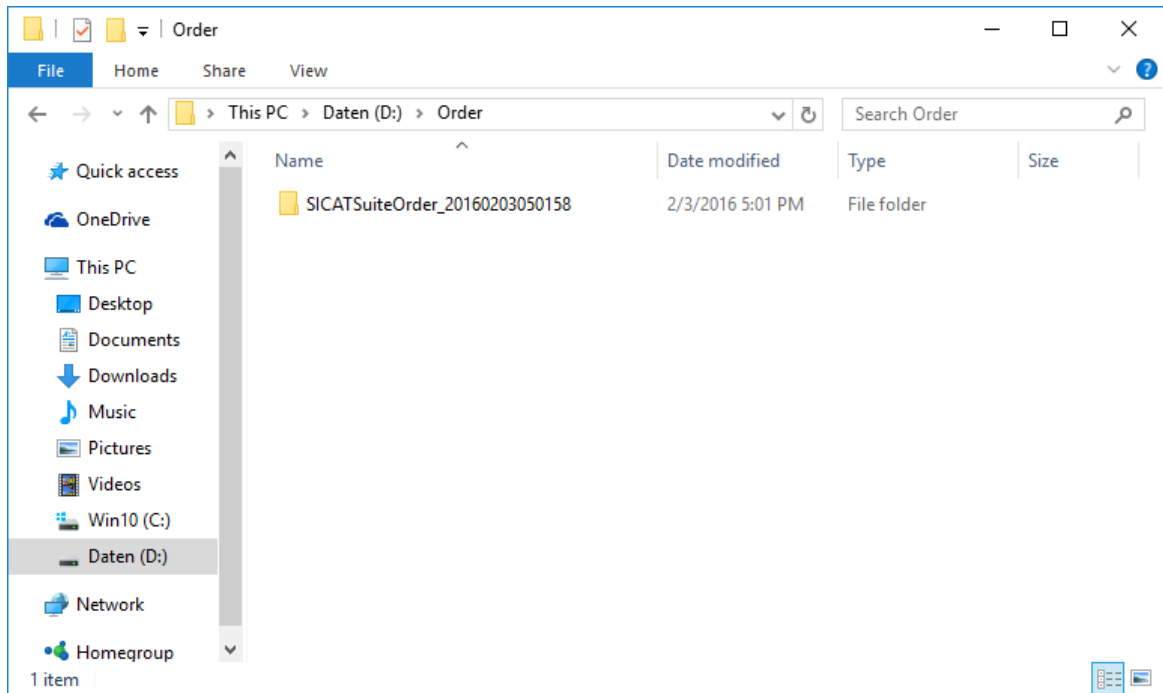 Order
File Home Share View
This PC Daten (D:) Order Search Order
Name Date modified Type Size
SICATSuiteOrder_20160203050158 2/3/2016 5:01 PM File folder
Quick access
OneDrive
This PC
Desktop
Documents
Downloads
Music
Pictures
Videos
Win10 (C:)
Daten (D:)
Network
Homegroup
1 item